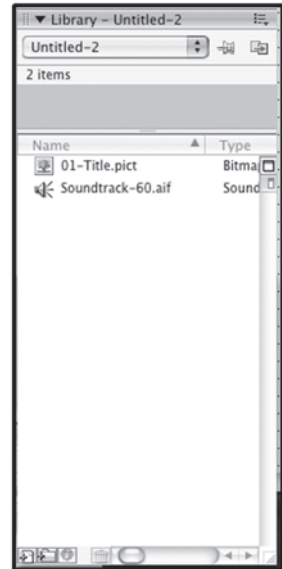 Library - Untitled-2
Untitled-2
2 items
Name Type
01-Title.pict Bitma
Soundtrack-60.aif Sound